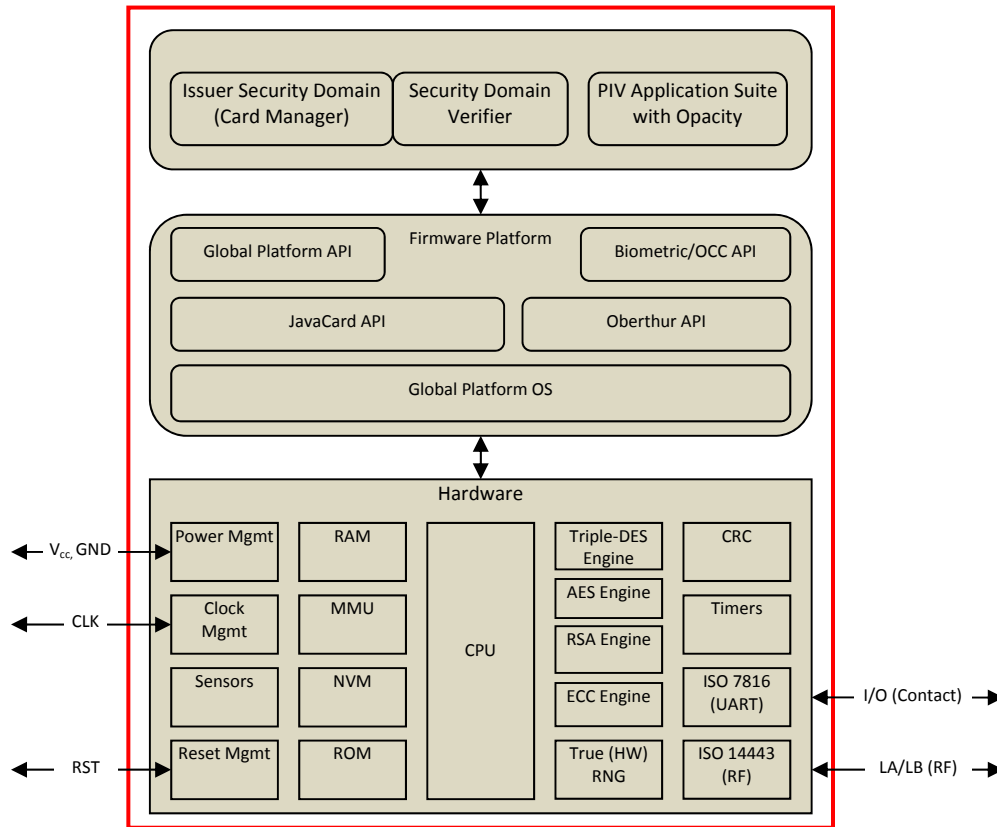 Issuer Security Domain
(Card Manager)
Security Domain
Verifier
PIV Application Suite
with Opacity
Firmware Platform
Global Platform API
Biometric/OCC API
JavaCard API
Oberthur API
Global Platform OS
Hardware
Power Mgmt
RAM
CPU
Triple-DES
Engine
CRC
Clock
Mgmt
MMU
AES Engine
RSA Engine
Timers
Sensors
NVM
ECC Engine
ISO 7816
(UART)
Reset Mgmt
ROM
True (HW)
RNG
ISO 14443
(RF)
Vcc, GND
CLK
RST
I/O (Contact)
LA/LB (RF)